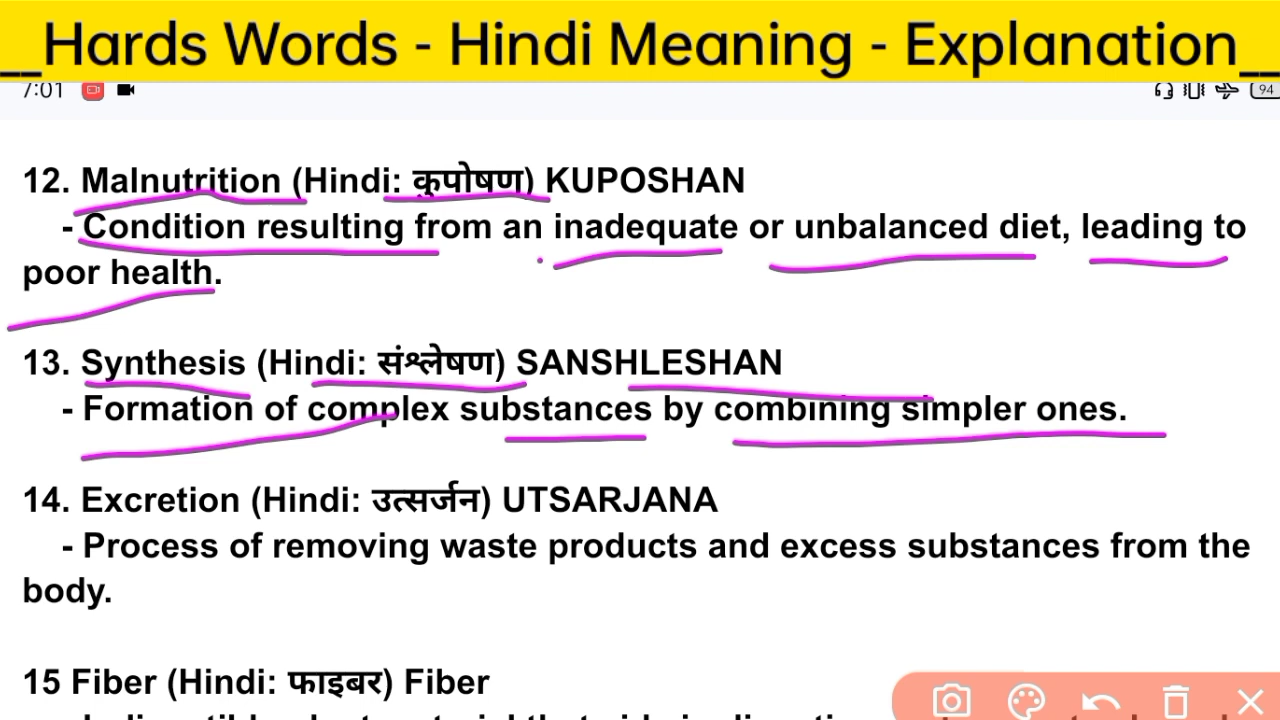 __Hards Words - Hindi Meaning - Explanation__
7:01 94
12. Malnutrition (Hindi: कुपोषण) KUPOSHAN
- Condition resulting from an inadequate or unbalanced diet, leading to
poor health.
13. Synthesis (Hindi: संश्लेषण) SANSHLESHAN
- Formation of complex substances by combining simpler ones.
14. Excretion (Hindi: उत्सर्जन) UTSARJANA
- Process of removing waste products and excess substances from the
body.
15 Fiber (Hindi: फाइबर) Fiber